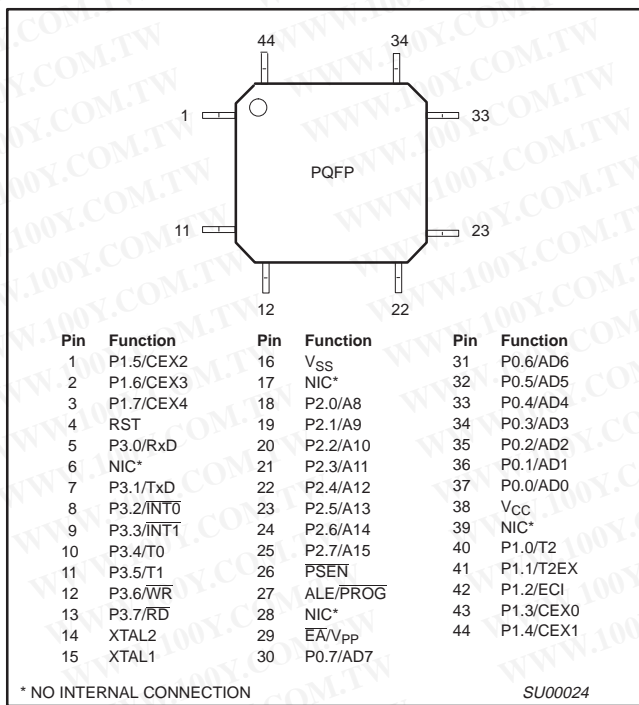 44 34
1 33
PQFP
11 23
12 22
Pin Function Pin Function Pin Function
1 P1.5/CEX2 16 VSS 31 P0.6/AD6
2 P1.6/CEX3 17 NIC* 32 P0.5/AD5
3 P1.7/CEX4 18 P2.0/A8 33 P0.4/AD4
4 RST 19 P2.1/A9 34 P0.3/AD3
5 P3.0/RxD 20 P2.2/A10 35 P0.2/AD2
6 NIC* 21 P2.3/A11 36 P0.1/AD1
7 P3.1/TxD 22 P2.4/A12 37 P0.0/AD0
8 P3.2/INT0 23 P2.5/A13 38 VCC
9 P3.3/INT1 24 P2.6/A14 39 NIC*
10 P3.4/T0 25 P2.7/A15 40 P1.0/T2
11 P3.5/T1 26 PSEN 41 P1.1/T2EX
12 P3.6/WR 27 ALE/PROG 42 P1.2/ECI
13 P3.7/RD 28 NIC* 43 P1.3/CEX0
14 XTAL2 29 EA/VPP 44 P1.4/CEX1
15 XTAL1 30 P0.7/AD7
* NO INTERNAL CONNECTION SU00024
WWW.100Y.COM.TW